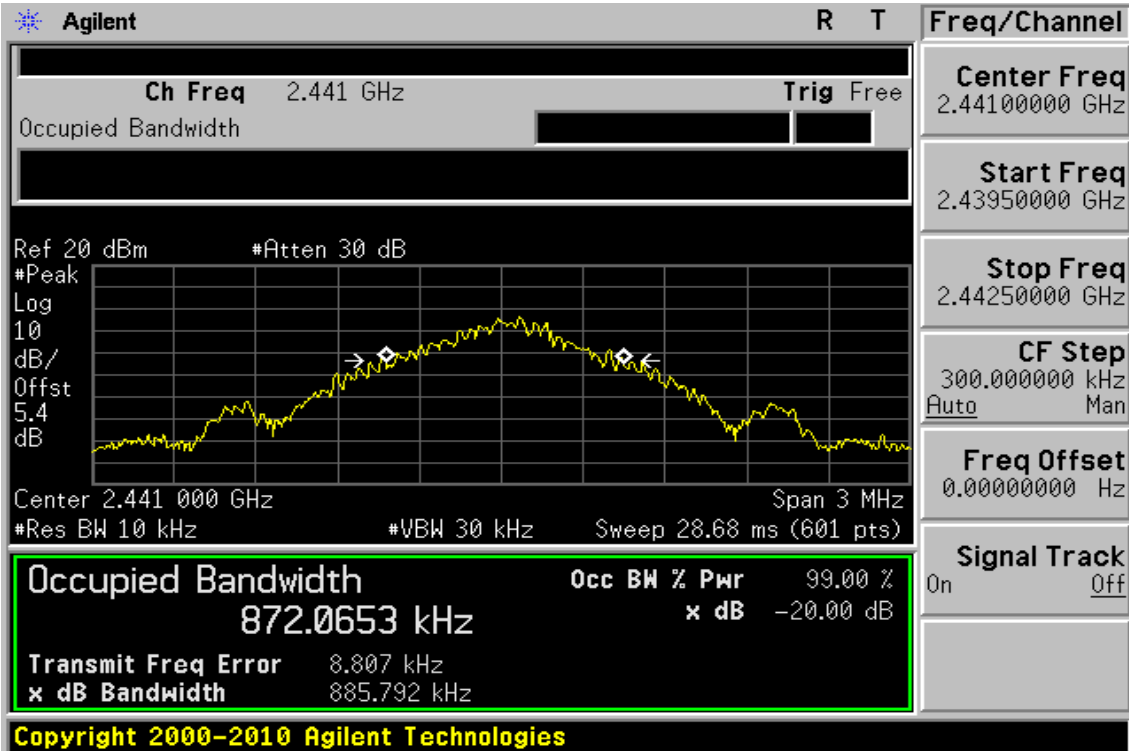 Agilent R T
Ch Freq 2.441 GHz Trig Free
Occupied Bandwidth
Ref 20 dBm #Atten 30 dB
#Peak
Log
10
dB/
Offst
5.4
dB
Center 2.441 000 GHz Span 3 MHz
#Res BW 10 kHz #VBW 30 kHz Sweep 28.68 ms (601 pts)
Occupied Bandwidth Occ BW % Pwr 99.00 %
872.0653 kHz x dB -20.00 dB
Transmit Freq Error 8.807 kHz
x dB Bandwidth 885.792 kHz
Copyright 2000-2010 Agilent Technologies
Freq/Channel
Center Freq
2.44100000 GHz
Start Freq
2.43950000 GHz
Stop Freq
2.44250000 GHz
CF Step
300.000000 kHz
Auto Man
Freq Offset
0.00000000 Hz
Signal Track
On Off